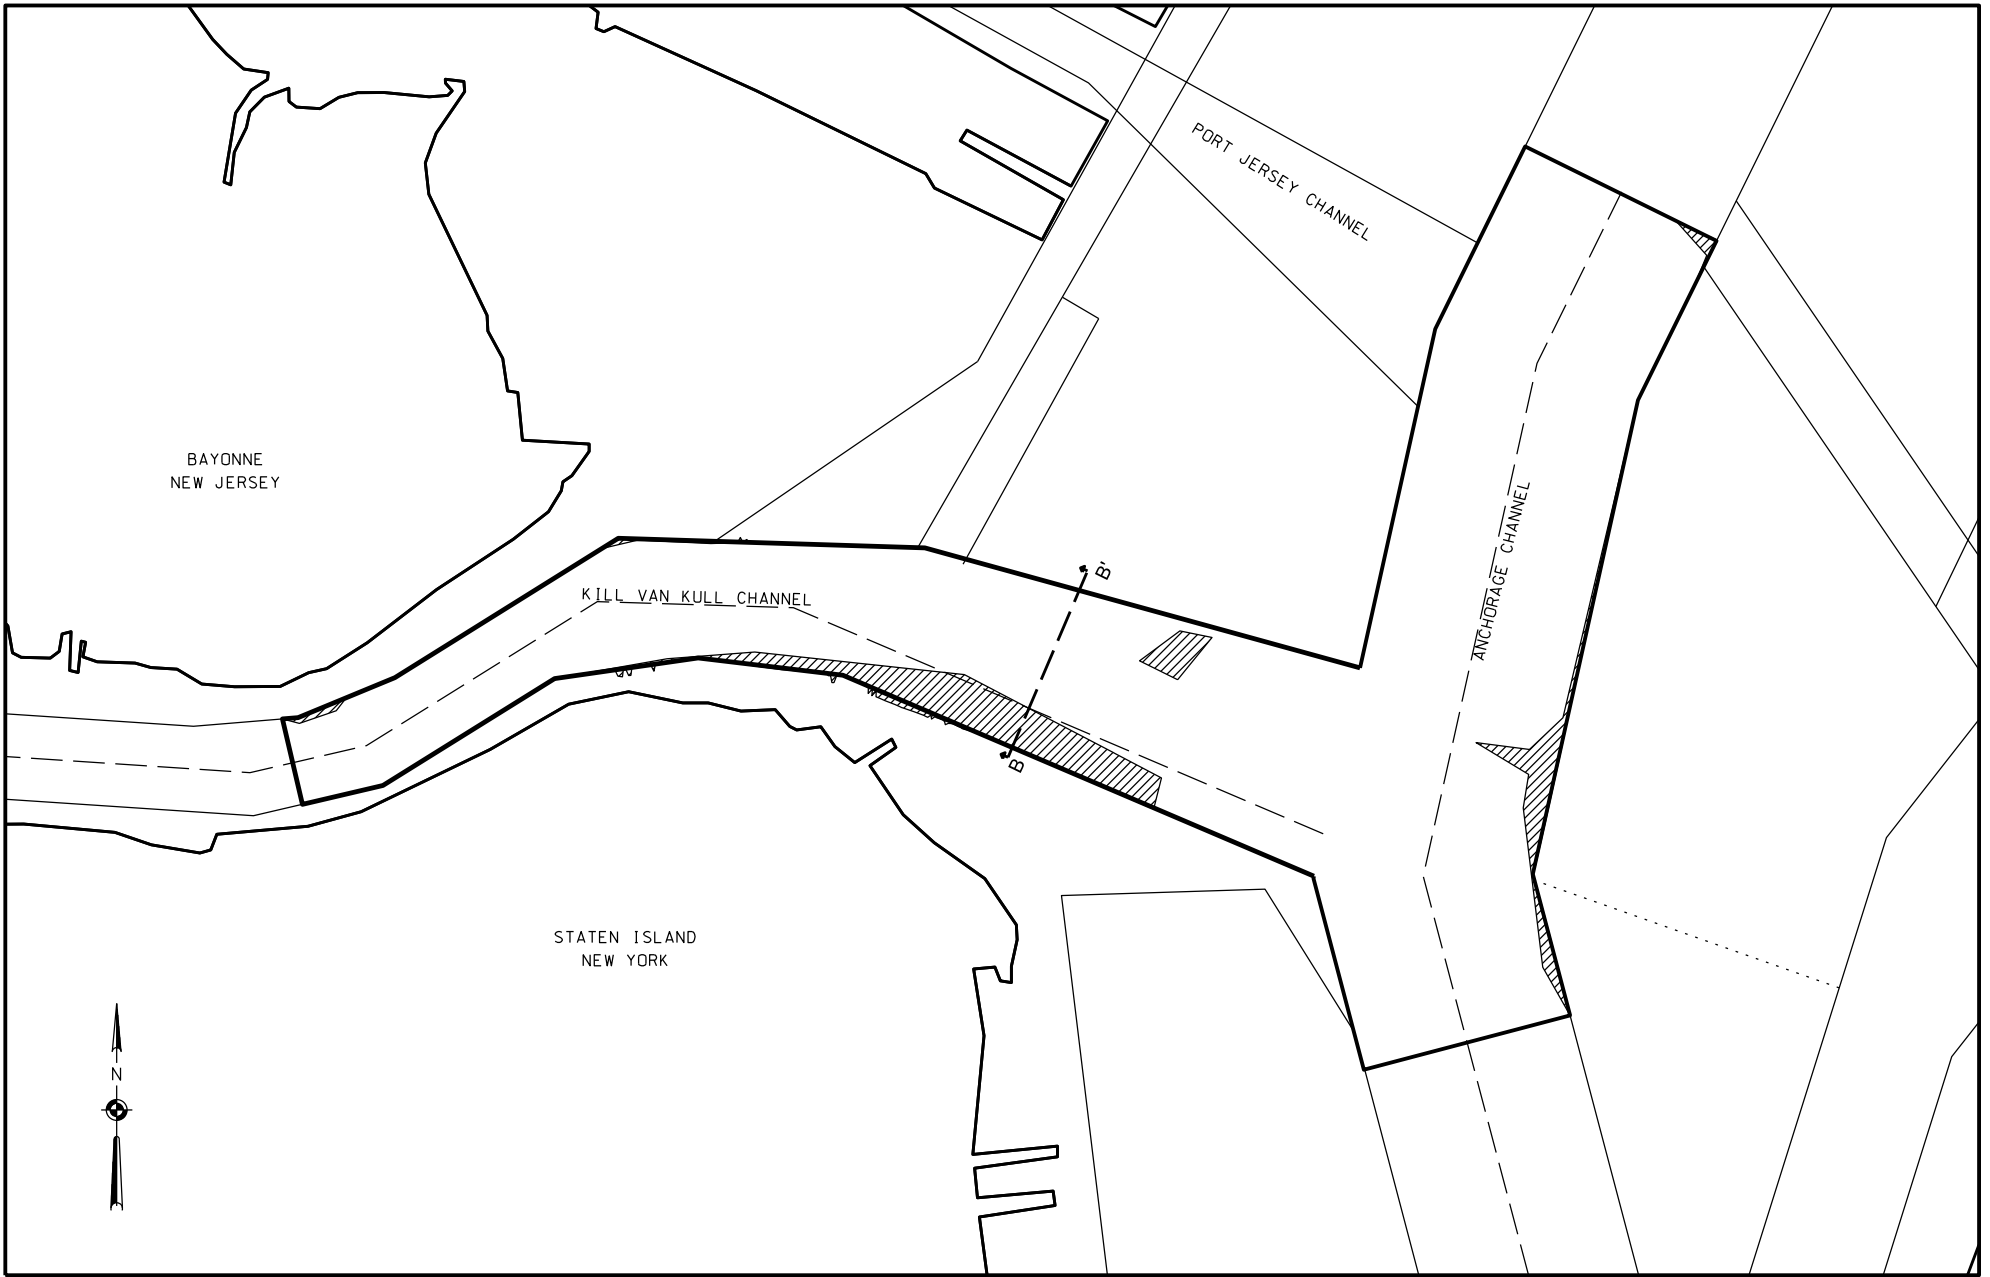 PORT JERSEY CHANNEL
BAYONNE
NEW JERSEY
ANCHORAGE CHANNEL
B'
KILL VAN KULL CHANNEL
B
STATEN ISLAND
NEW YORK
N